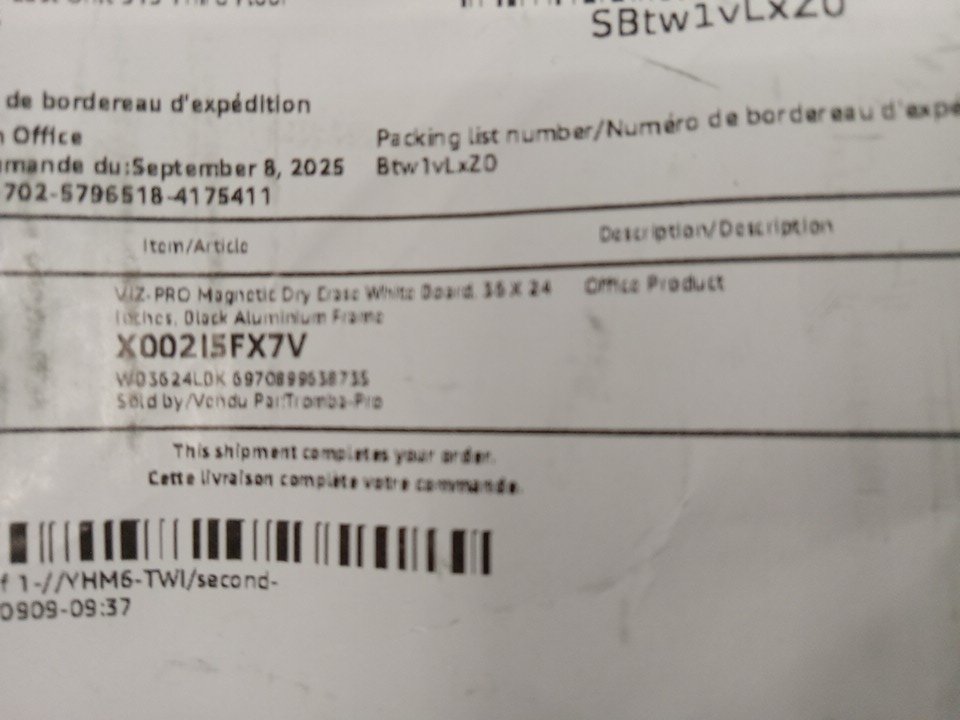 SBtw1vLxZ0
de bordereau d'expédition
Office
mande du:September 8, 2025
702-5796518-4175411
Packing list number/Numéro de bordereau d'expé
Btw1vLxZ0
Item/Article
Description/Description
VIZ-PRO Magnetic Dry Erase White Board, 36 X 24
Inches, Black Aluminium Frame
Office Product
X002I5FX7V
Sold by/Vendu Par:Tromba-Pro
This shipment completes your order.
Cette livraison complète votre commande.
f 1-//YHM6-TWI/second-
0909-09:37